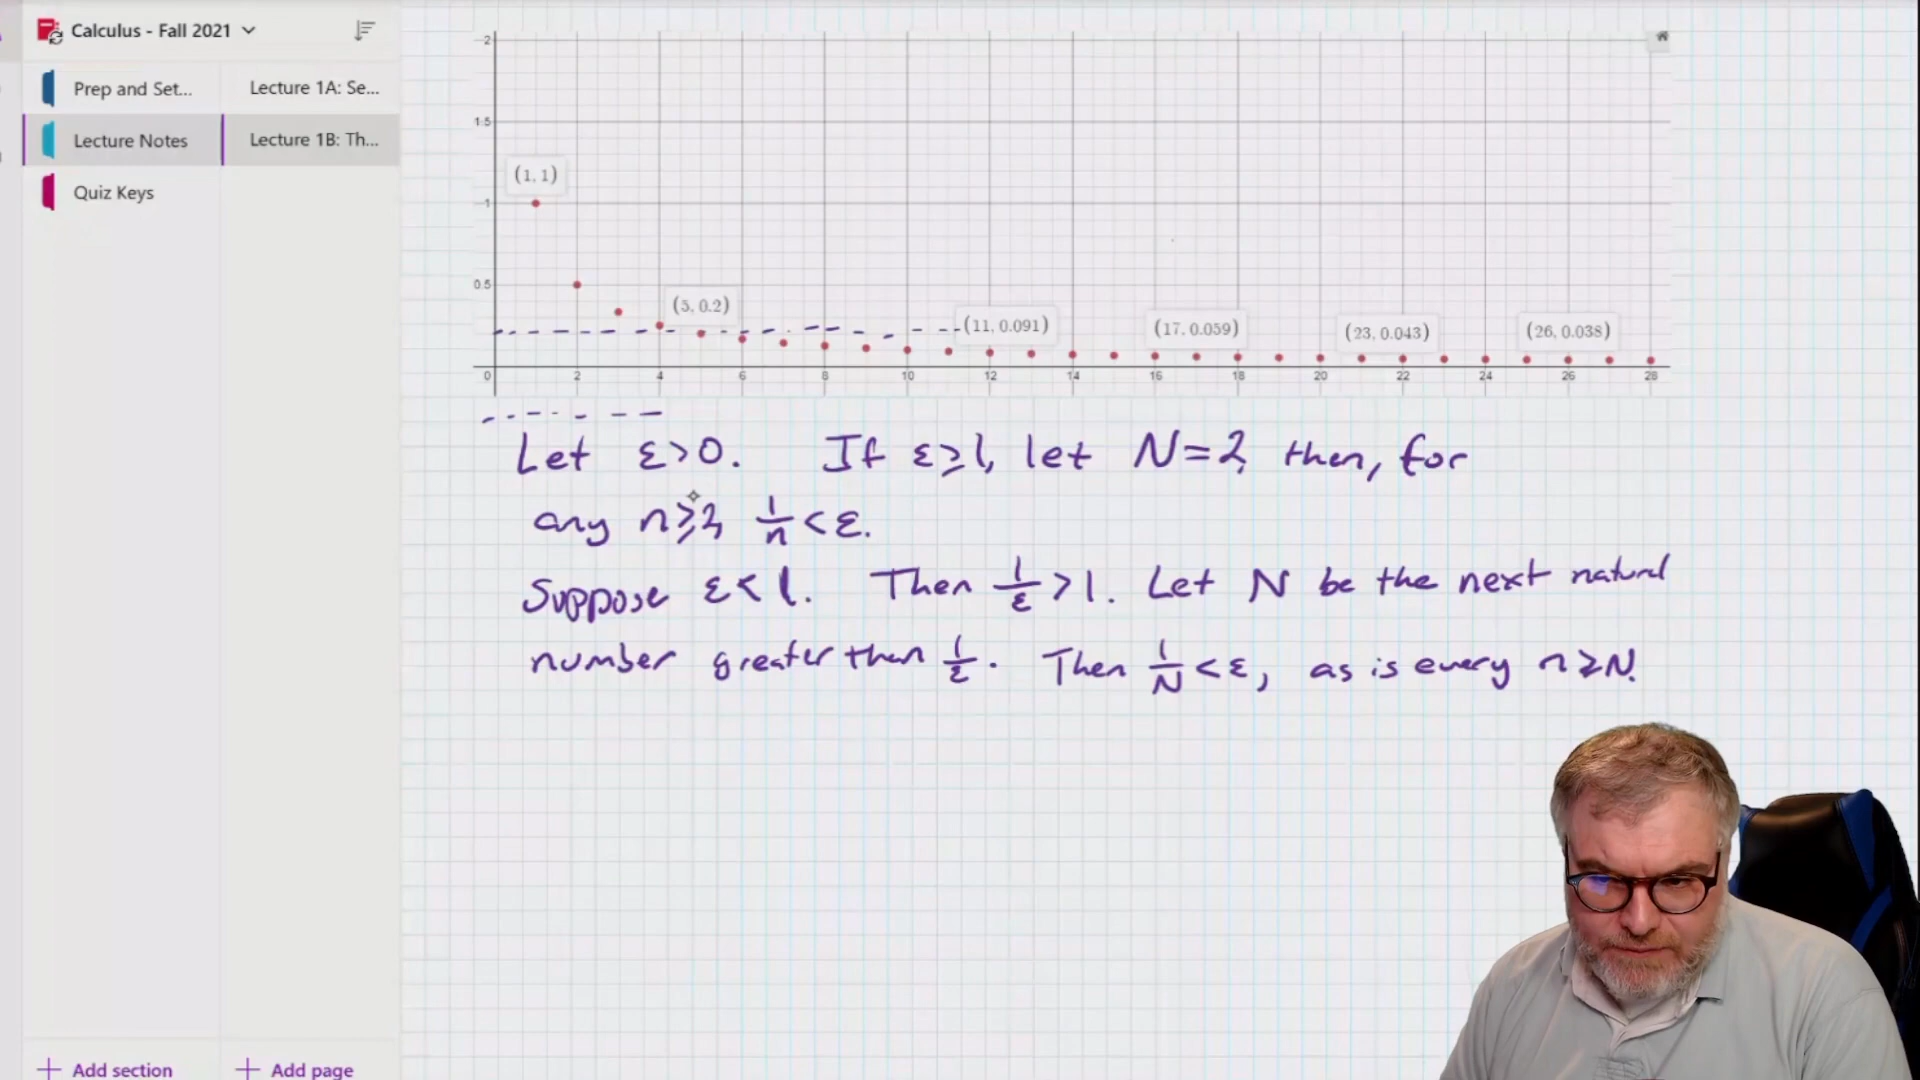 Calculus - Fall 2021
Prep and Set...
Lecture 1A: Se...
Lecture Notes
Lecture 1B: Th...
Quiz Keys
2
1.5
(1, 1)
1
0.5
(5, 0.2)
(11, 0.091)
(17, 0.059)
(23, 0.043)
(26, 0.038)
0 2 4 6 8 10 12 14 16 18 20 22 24 26 28
Let ε>0. If ε≥1, let N=2, then, for
any n≥2, 1/n < ε.
Suppose ε<1. Then 1/ε >1. Let N be the next natural
number greater than 1/ε. Then 1/N < ε, as is every n≥N.
Add section
Add page